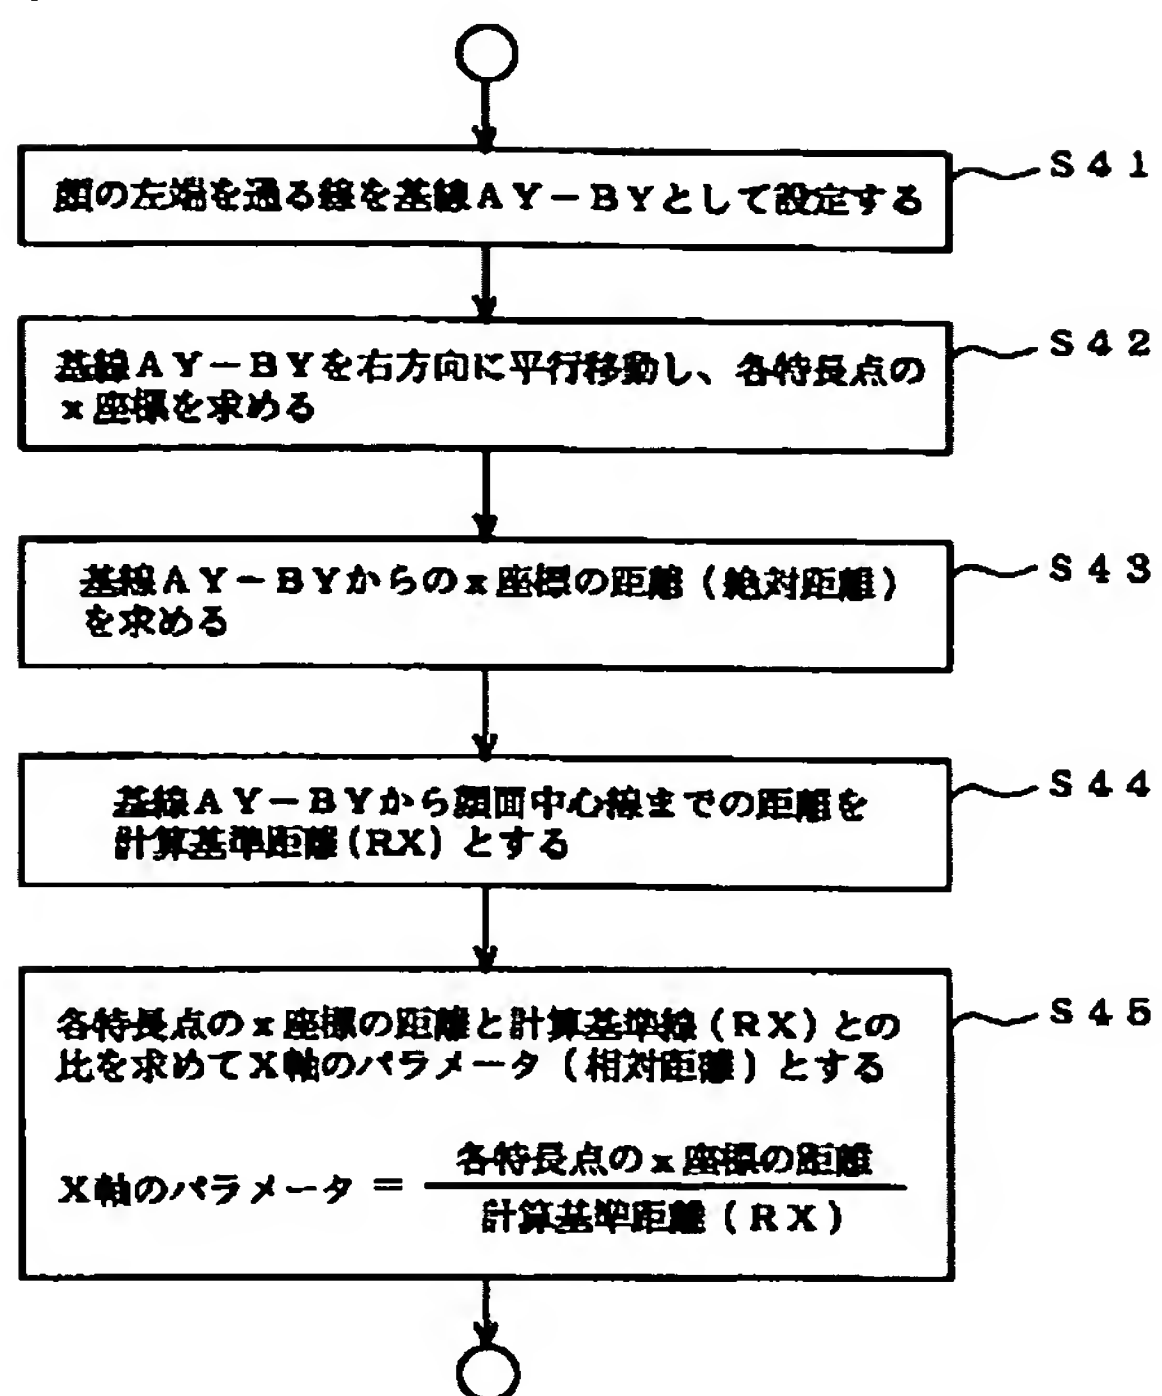 顔の左端を通る線を基線AY－BYとして設定する
S41
基線AY－BYを右方向に平行移動し、各特長点の
x座標を求める
S42
基線AY－BYからのx座標の距離（絶対距離）
を求める
S43
基線AY－BYから顔面中心線までの距離を
計算基準距離(RX)とする
S44
各特長点のx座標の距離と計算基準線(RX)との
比を求めてX軸のパラメータ（相対距離）とする
X軸のパラメータ＝
各特長点のx座標の距離
計算基準距離(RX)
S45